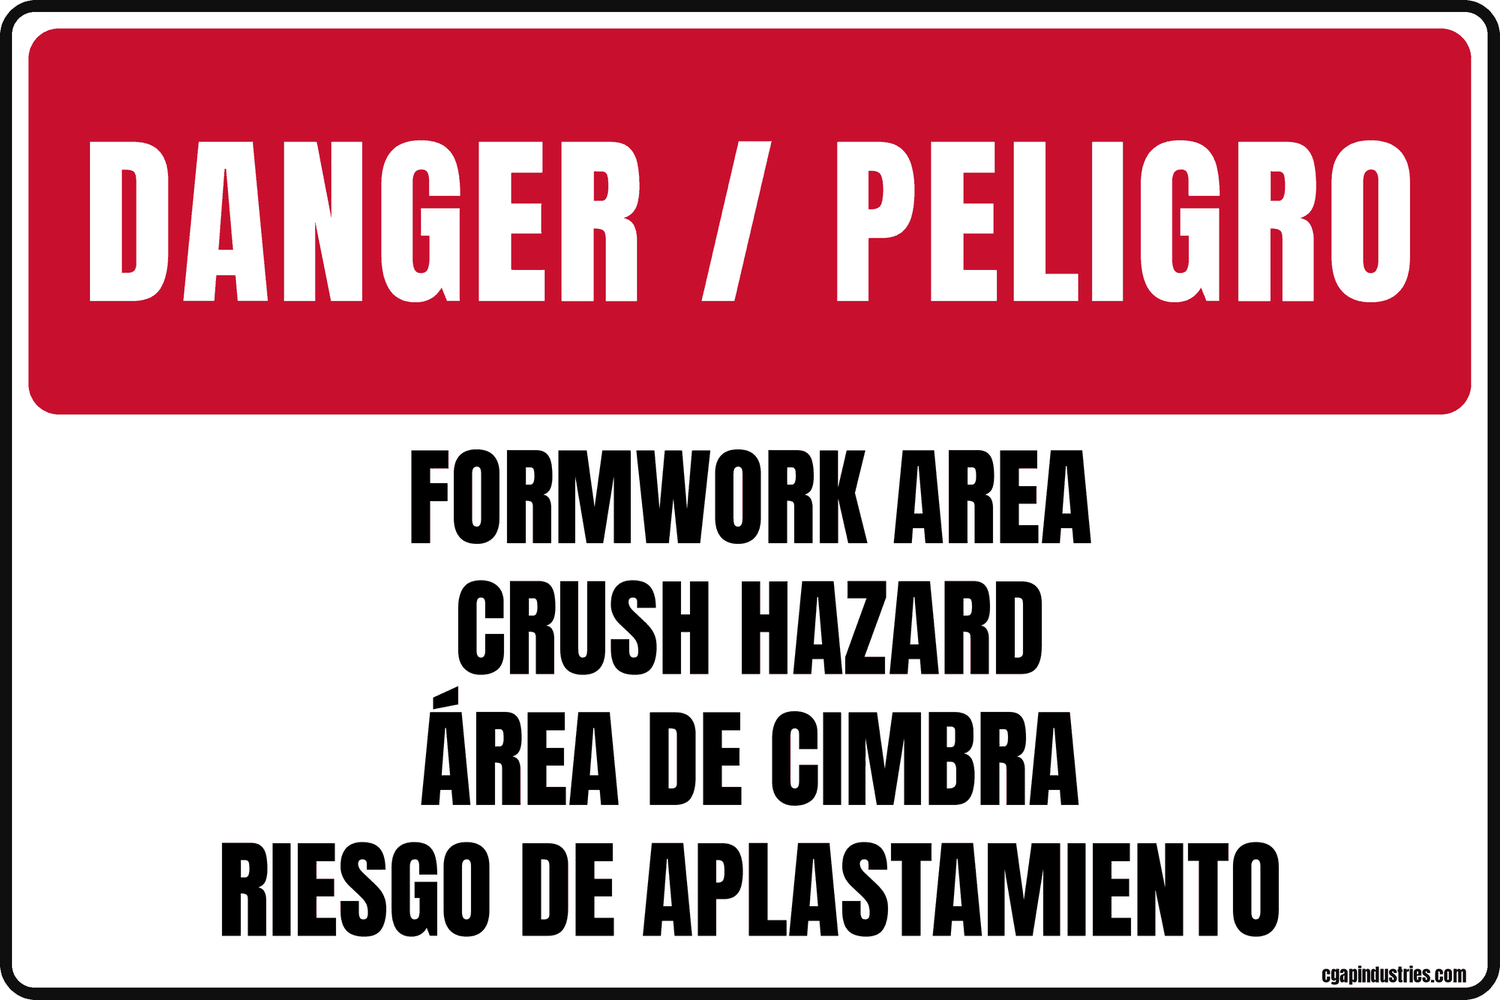 DANGER / PELIGRO
FORMWORK AREA
CRUSH HAZARD
ÁREA DE CIMBRA
RIESGO DE APLASTAMIENTO
cgapindustries.com